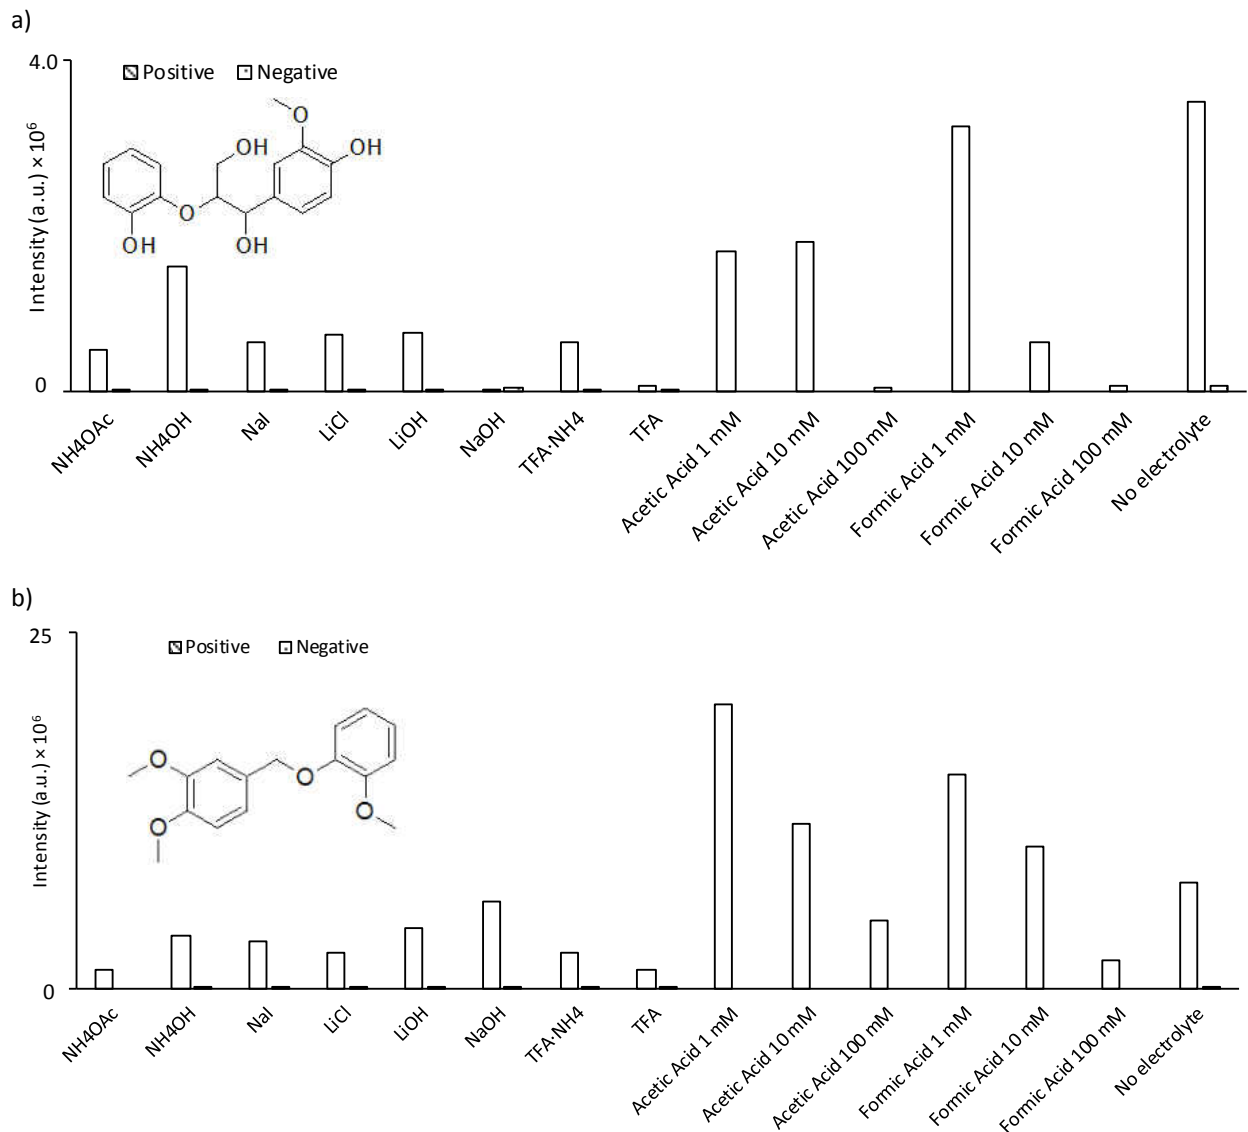 a)
4.0
Positive Negative
Intensity (a.u.) × 10⁶
O
OH
OH
O
OH
OH
0
NH4OAc
NH4OH
NaI
LiCl
LiOH
NaOH
TFA·NH4
TFA
Acetic Acid 1 mM
Acetic Acid 10 mM
Acetic Acid 100 mM
Formic Acid 1 mM
Formic Acid 10 mM
Formic Acid 100 mM
No electrolyte
b)
25
Positive Negative
Intensity (a.u.) × 10⁶
O
O
O
O
0
NH4OAc
NH4OH
NaI
LiCl
LiOH
NaOH
TFA·NH4
TFA
Acetic Acid 1 mM
Acetic Acid 10 mM
Acetic Acid 100 mM
Formic Acid 1 mM
Formic Acid 10 mM
Formic Acid 100 mM
No electrolyte